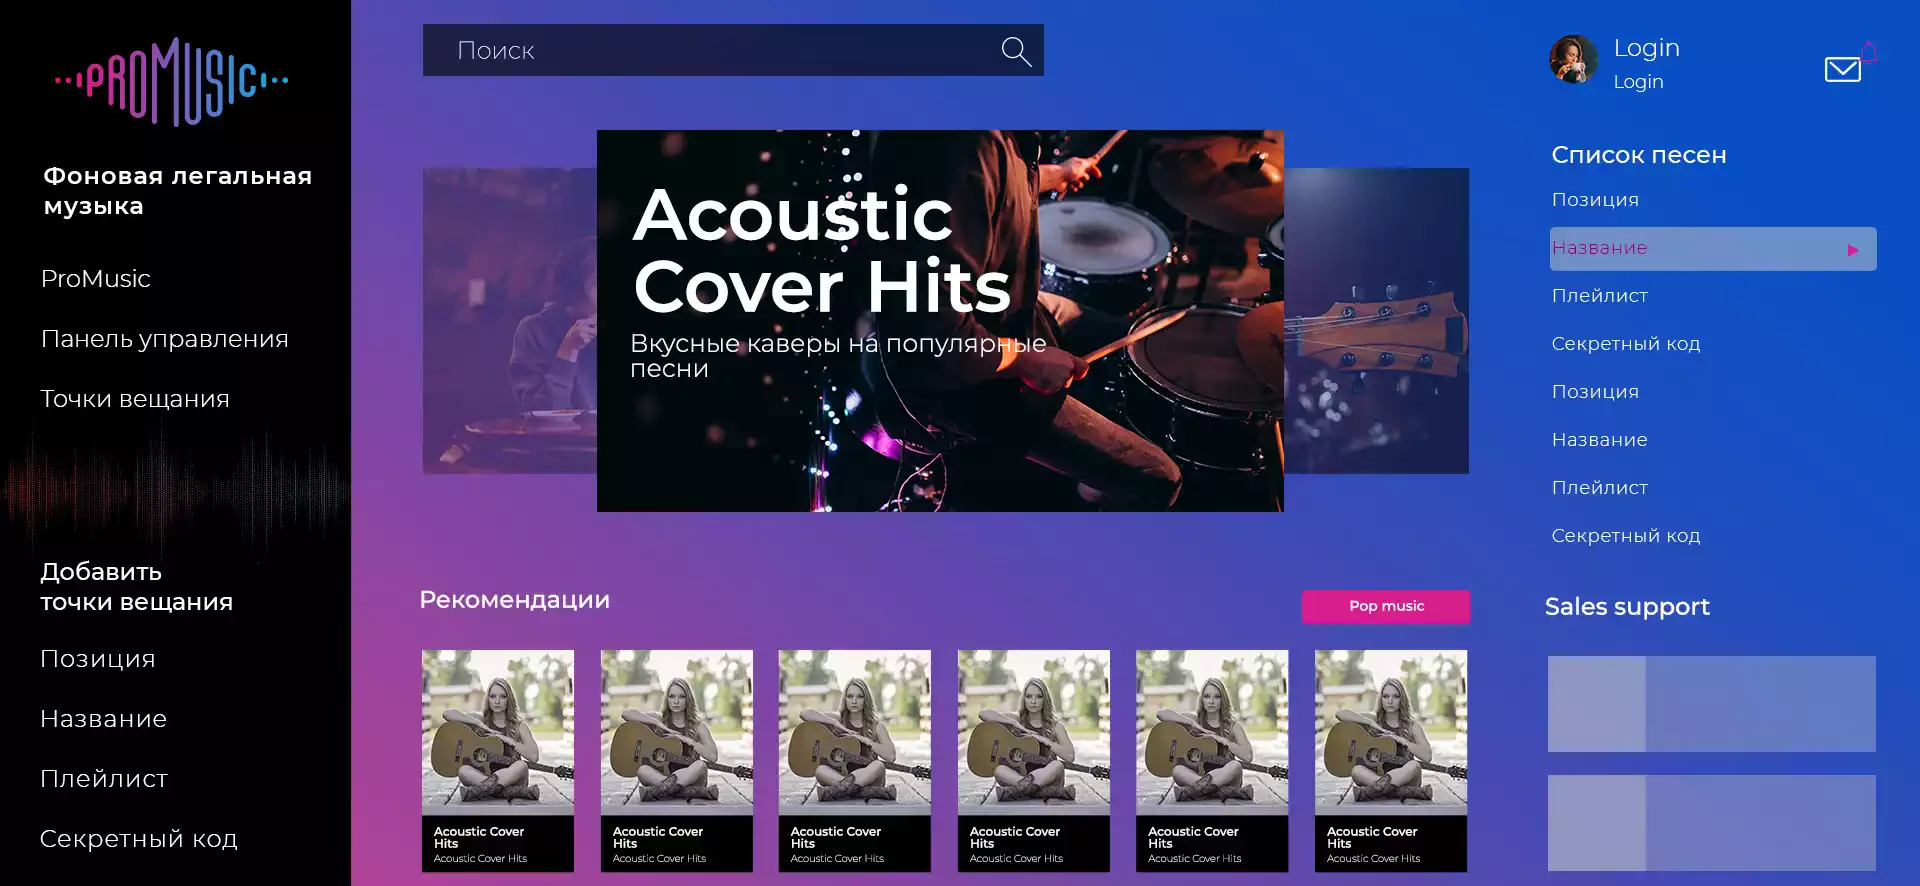 PROMUSIC
Фоновая легальная
музыка
ProMusic
Панель управления
Точки вещания
Добавить
точки вещания
Позиция
Название
Плейлист
Секретный код
Поиск
Acoustic
Cover Hits
Вкусные каверы на популярные
песни
Рекомендации
Pop music
Acoustic Cover
Hits
Acoustic Cover Hits
Acoustic Cover
Hits
Acoustic Cover Hits
Acoustic Cover
Hits
Acoustic Cover Hits
Acoustic Cover
Hits
Acoustic Cover Hits
Acoustic Cover
Hits
Acoustic Cover Hits
Acoustic Cover
Hits
Acoustic Cover Hits
Login
Login
Список песен
Позиция
Название
Плейлист
Секретный код
Позиция
Название
Плейлист
Секретный код
Sales support